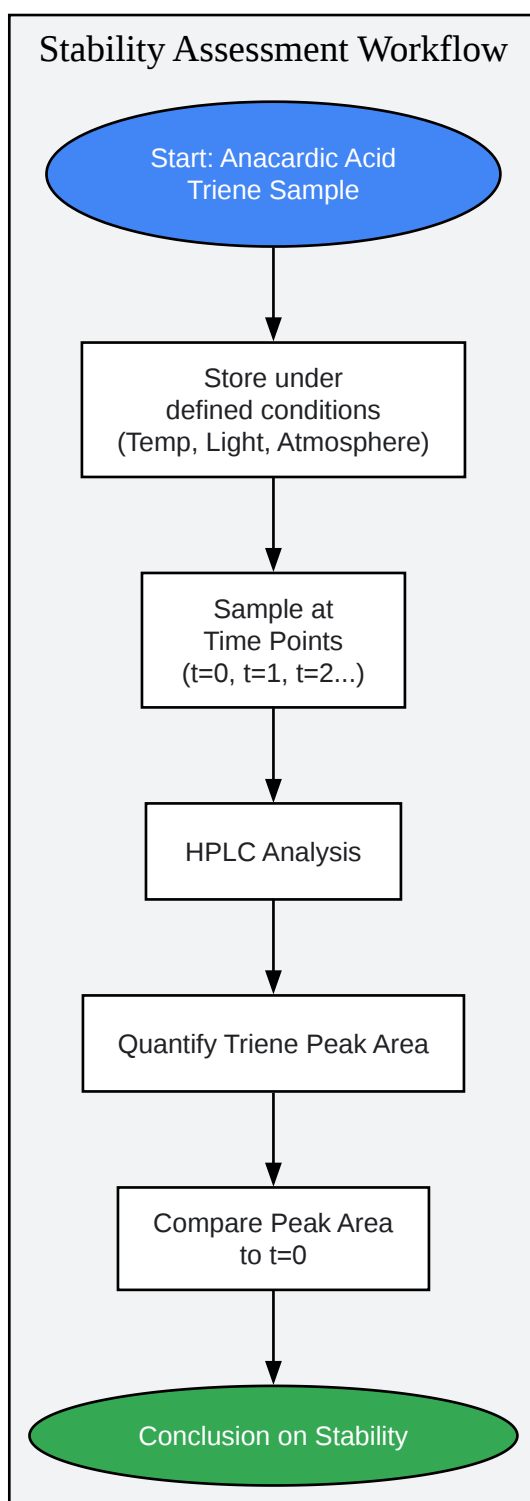 Stability Assessment Workflow
Start: Anacardic Acid
Triene Sample
Store under
defined conditions
(Temp, Light, Atmosphere)
Sample at
Time Points
(t=0, t=1, t=2...)
HPLC Analysis
Quantify Triene Peak Area
Compare Peak Area
to t=0
Conclusion on Stability